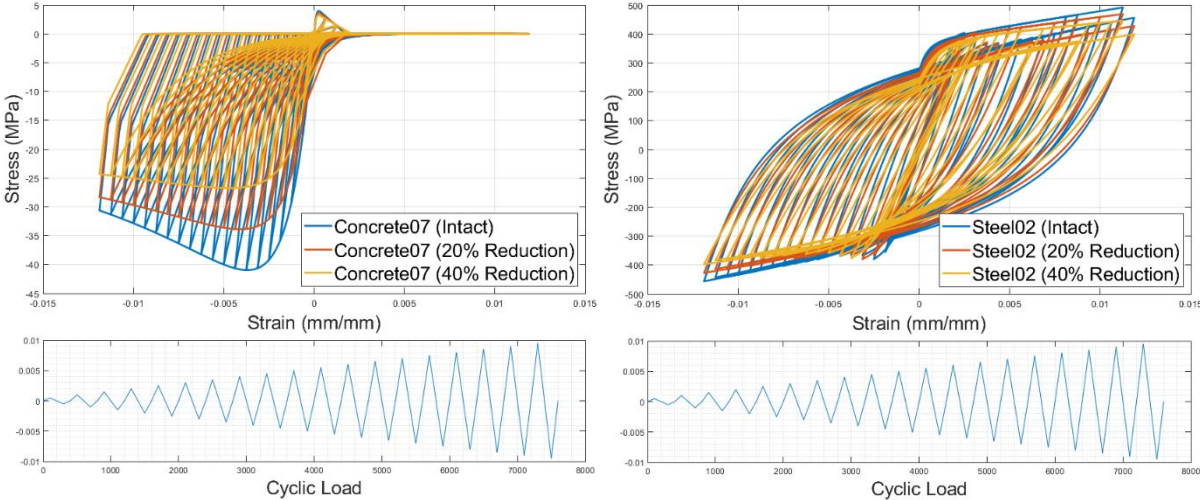 5
0
-5
-10
-15
-20
-25
-30
-35
-40
45
Stress (MPa)
Concrete07 (Intact)
Concrete07 (20% Reduction)
Concrete07 (40% Reduction)
-0.015 -0.01 -0.005 0 0.005 0.01 0.015
Strain (mm/mm)
500
400
300
200
100
0
-100
-200
-300
-400
-500
Stress (MPa)
Steel02 (Intact)
Steel02 (20% Reduction)
Steel02 (40% Reduction)
-0.015 -0.01 -0.005 0 0.005 0.01 0.015
Strain (mm/mm)
0.01
0.005
0
-0.005
-0.01
0 1000 2000 3000 4000 5000 6000 7000 8000
Cyclic Load
0.01
0.005
0
-0.005
-0.01
0 1000 2000 3000 4000 5000 6000 7000 8000
Cyclic Load